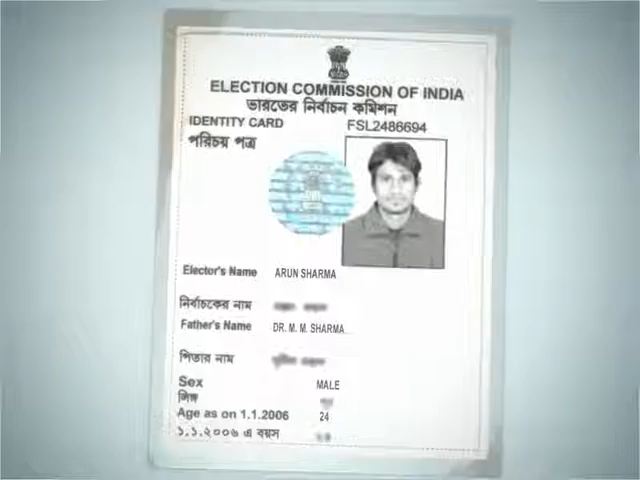 ELECTION COMMISSION OF INDIA
ভারতের নির্বাচন কমিশন
IDENTITY CARD FSL2486694
পরিচয় পত্র
Elector's Name ARUN SHARMA
নির্বাচকের নাম
Father's Name DR. M. M. SHARMA
পিতার নাম
Sex MALE
লিঙ্গ
Age as on 1.1.2006 24
১.১.২০০৬ এ বয়স